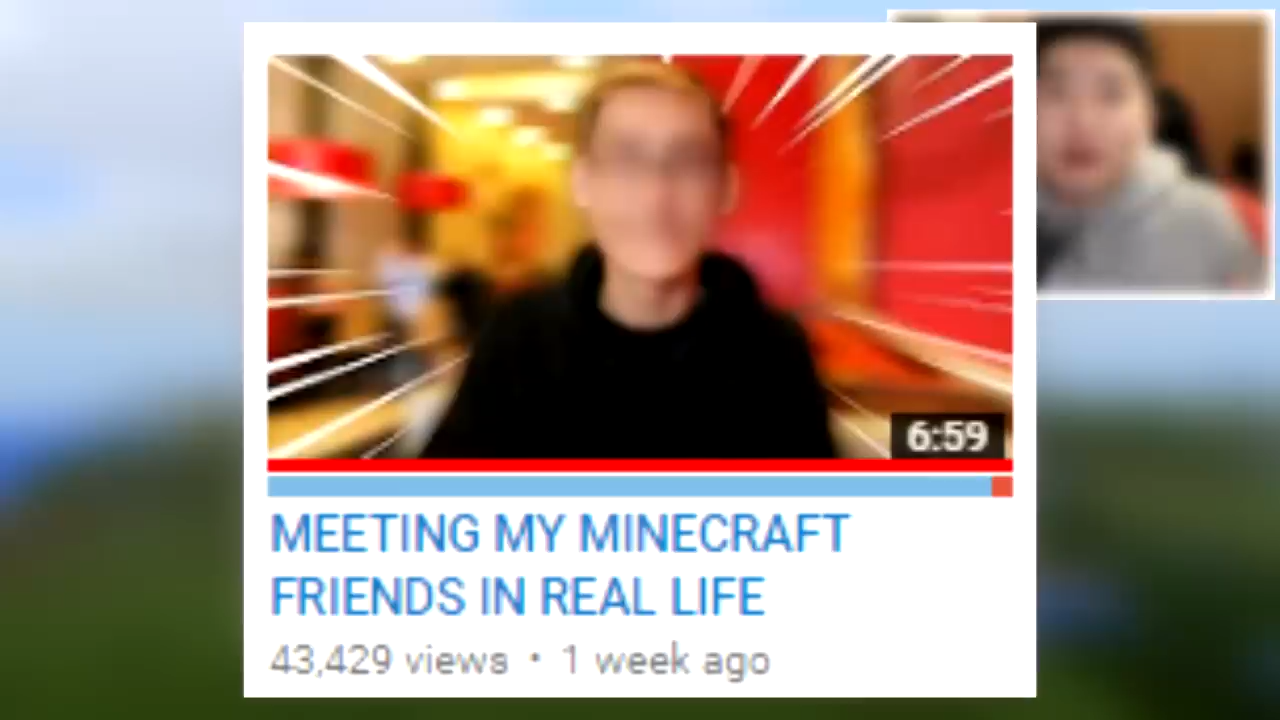 6:59
MEETING MY MINECRAFT
FRIENDS IN REAL LIFE
43,429 views • 1 week ago